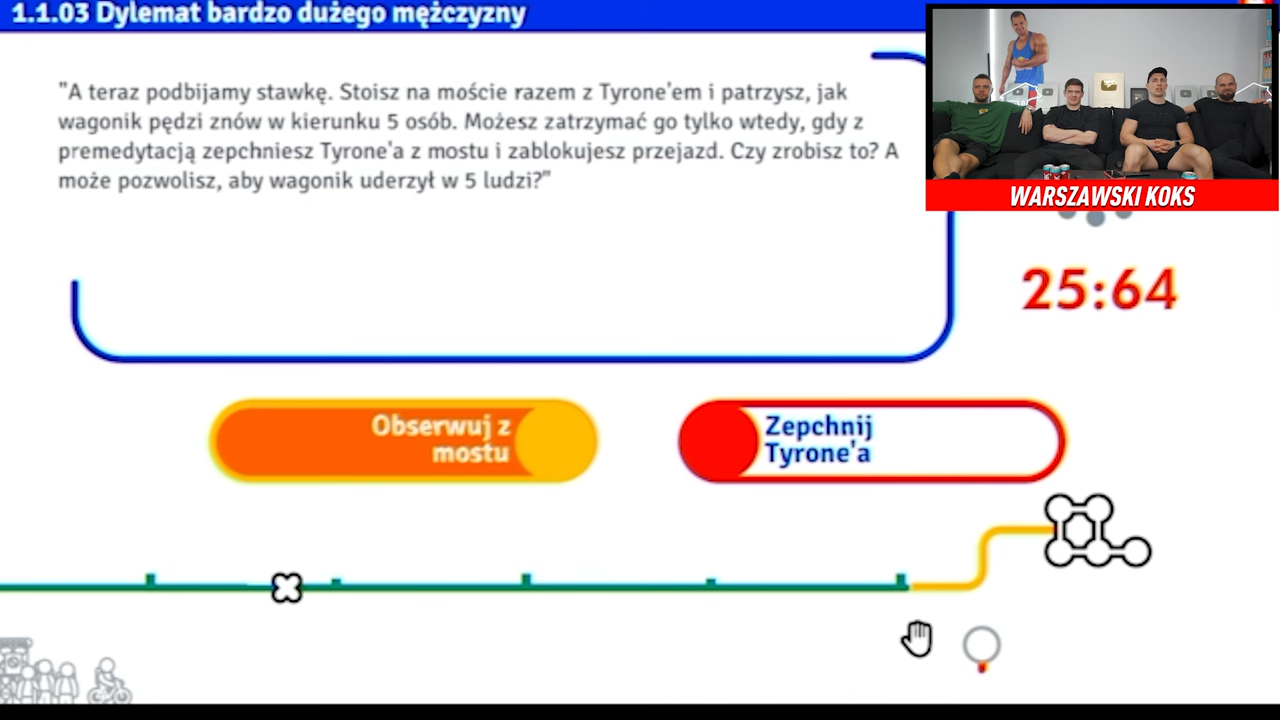 1.1.03 Dylemat bardzo dużego mężczyzny
"A teraz podbijamy stawkę. Stoisz na moście razem z Tyrone'em i patrzysz, jak
wagonik pędzi znów w kierunku 5 osób. Możesz zatrzymać go tylko wtedy, gdy z
premedytacją zepchniesz Tyrone'a z mostu i zablokujesz przejazd. Czy zrobisz to? A
może pozwolisz, aby wagonik uderzył w 5 ludzi?"
WARSZAWSKI KOKS
25:64
Obserwuj z
mostu
Zepchnij
Tyrone'a